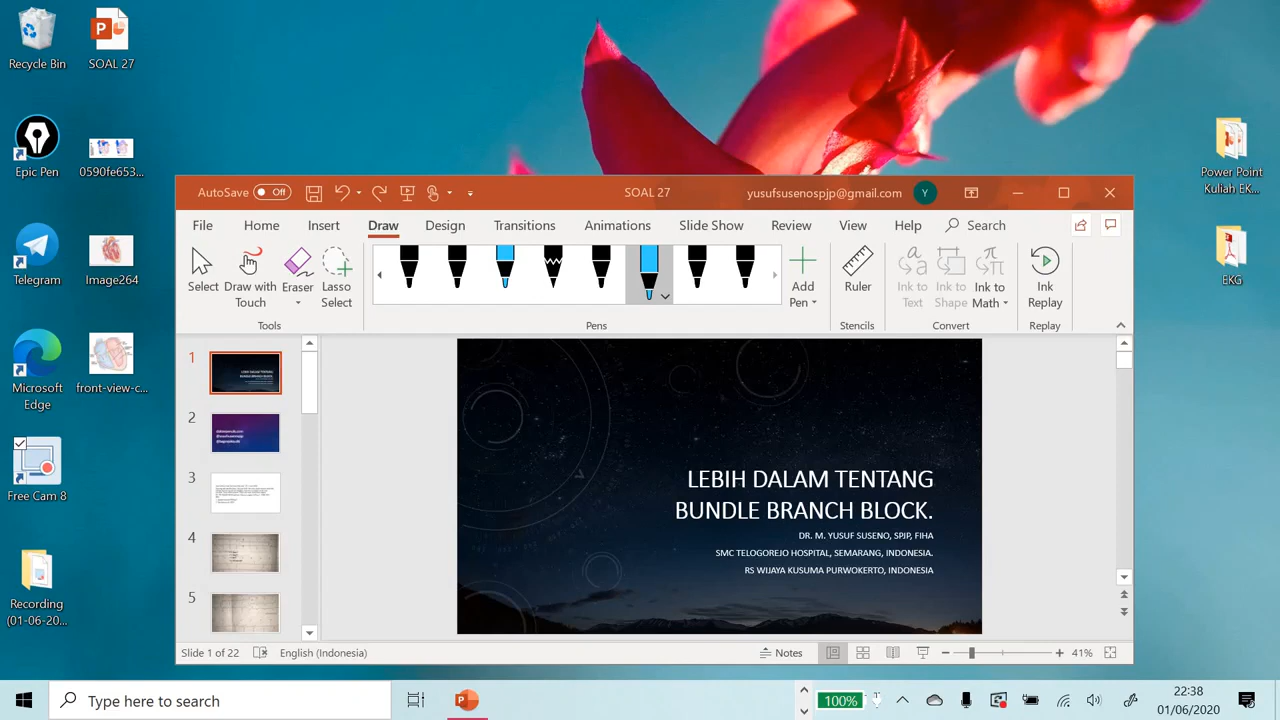 Recycle Bin
SOAL 27
Epic Pen
0590fe653...
Telegram
Image264
Microsoft
Edge
front-view-c...
Free Cam 8
Recording
(01-06-20...
Power Point
Kuliah EK...
EKG
AutoSave Off
SOAL 27
yusufsusenospjp@gmail.com
Y
File Home Insert Draw Design Transitions Animations Slide Show Review View Help Search
Select
Draw with
Touch
Eraser
Lasso
Select
Add
Pen
Ruler
Ink to
Text
Ink to
Shape
Ink to
Math
Ink
Replay
Tools Pens Stencils Convert Replay
1
LEBIH DALAM TENTANG
BUNDLE BRANCH BLOCK.
2
3
4
5
LEBIH DALAM TENTANG
BUNDLE BRANCH BLOCK.
DR. M. YUSUF SUSENO, SPJP, FIHA
SMC TELOGOREJO HOSPITAL, SEMARANG, INDONESIA.
RS WIJAYA KUSUMA PURWOKERTO, INDONESIA
Slide 1 of 22 English (Indonesia) Notes 41%
Type here to search
100%
22:38
01/06/2020